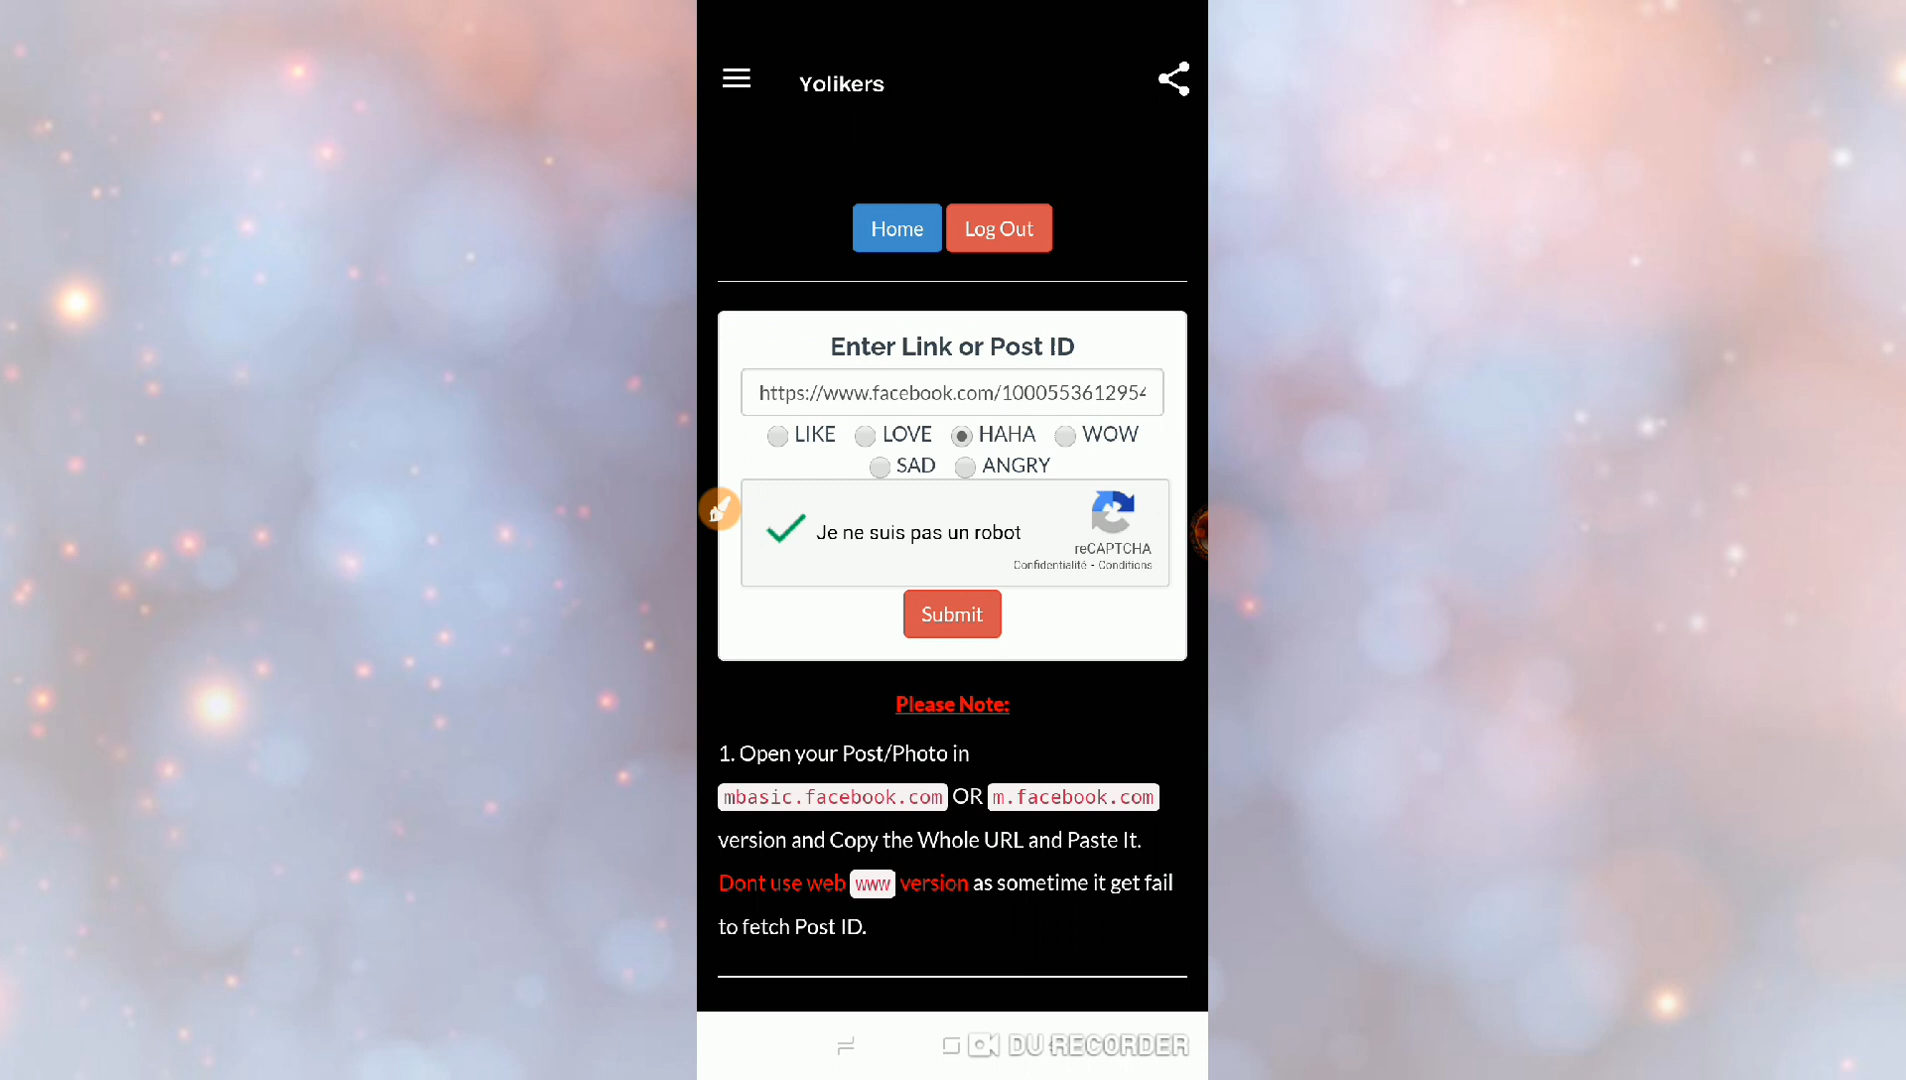 Yolikers
Home Log Out
Enter Link or Post ID
https://www.facebook.com/1000553612954
LIKE LOVE HAHA WOW
SAD ANGRY
Je ne suis pas un robot
reCAPTCHA
Confidentialité - Conditions
Submit
Please Note:
1. Open your Post/Photo in
mbasic.facebook.com OR m.facebook.com
version and Copy the Whole URL and Paste It.
Dont use web www version as sometime it get fail
to fetch Post ID.
DU RECORDER